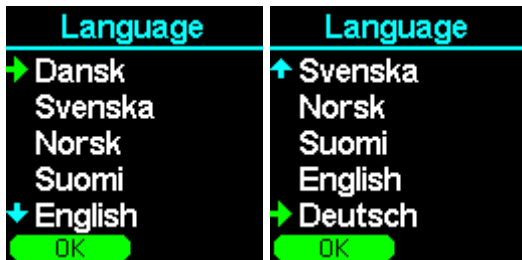 Language
Dansk
Svenska
Norsk
Suomi
English
OK
Language
Svenska
Norsk
Suomi
English
Deutsch
OK